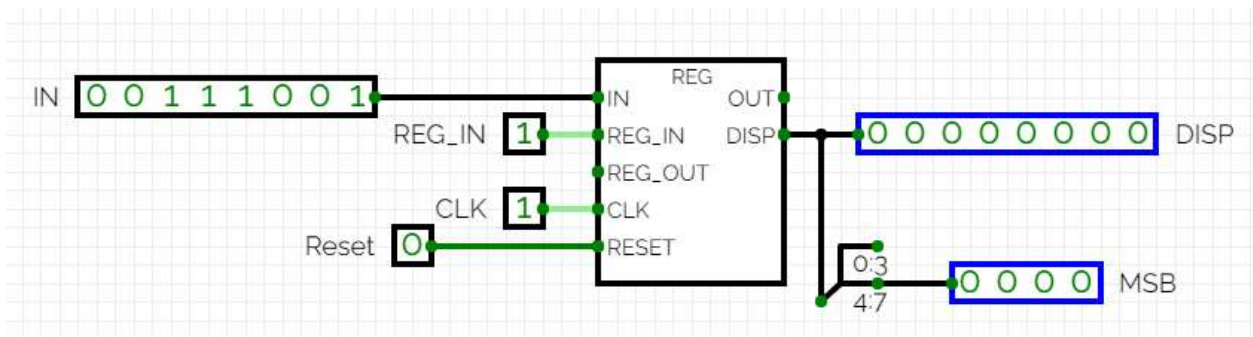 REG
IN 0 0 1 1 1 0 0 1 IN OUT
REG_IN 1 REG_IN DISP 0 0 0 0 0 0 0 0 DISP
REG_OUT
CLK 1 CLK
Reset 0 RESET
0:3
4:7 0 0 0 0 MSB